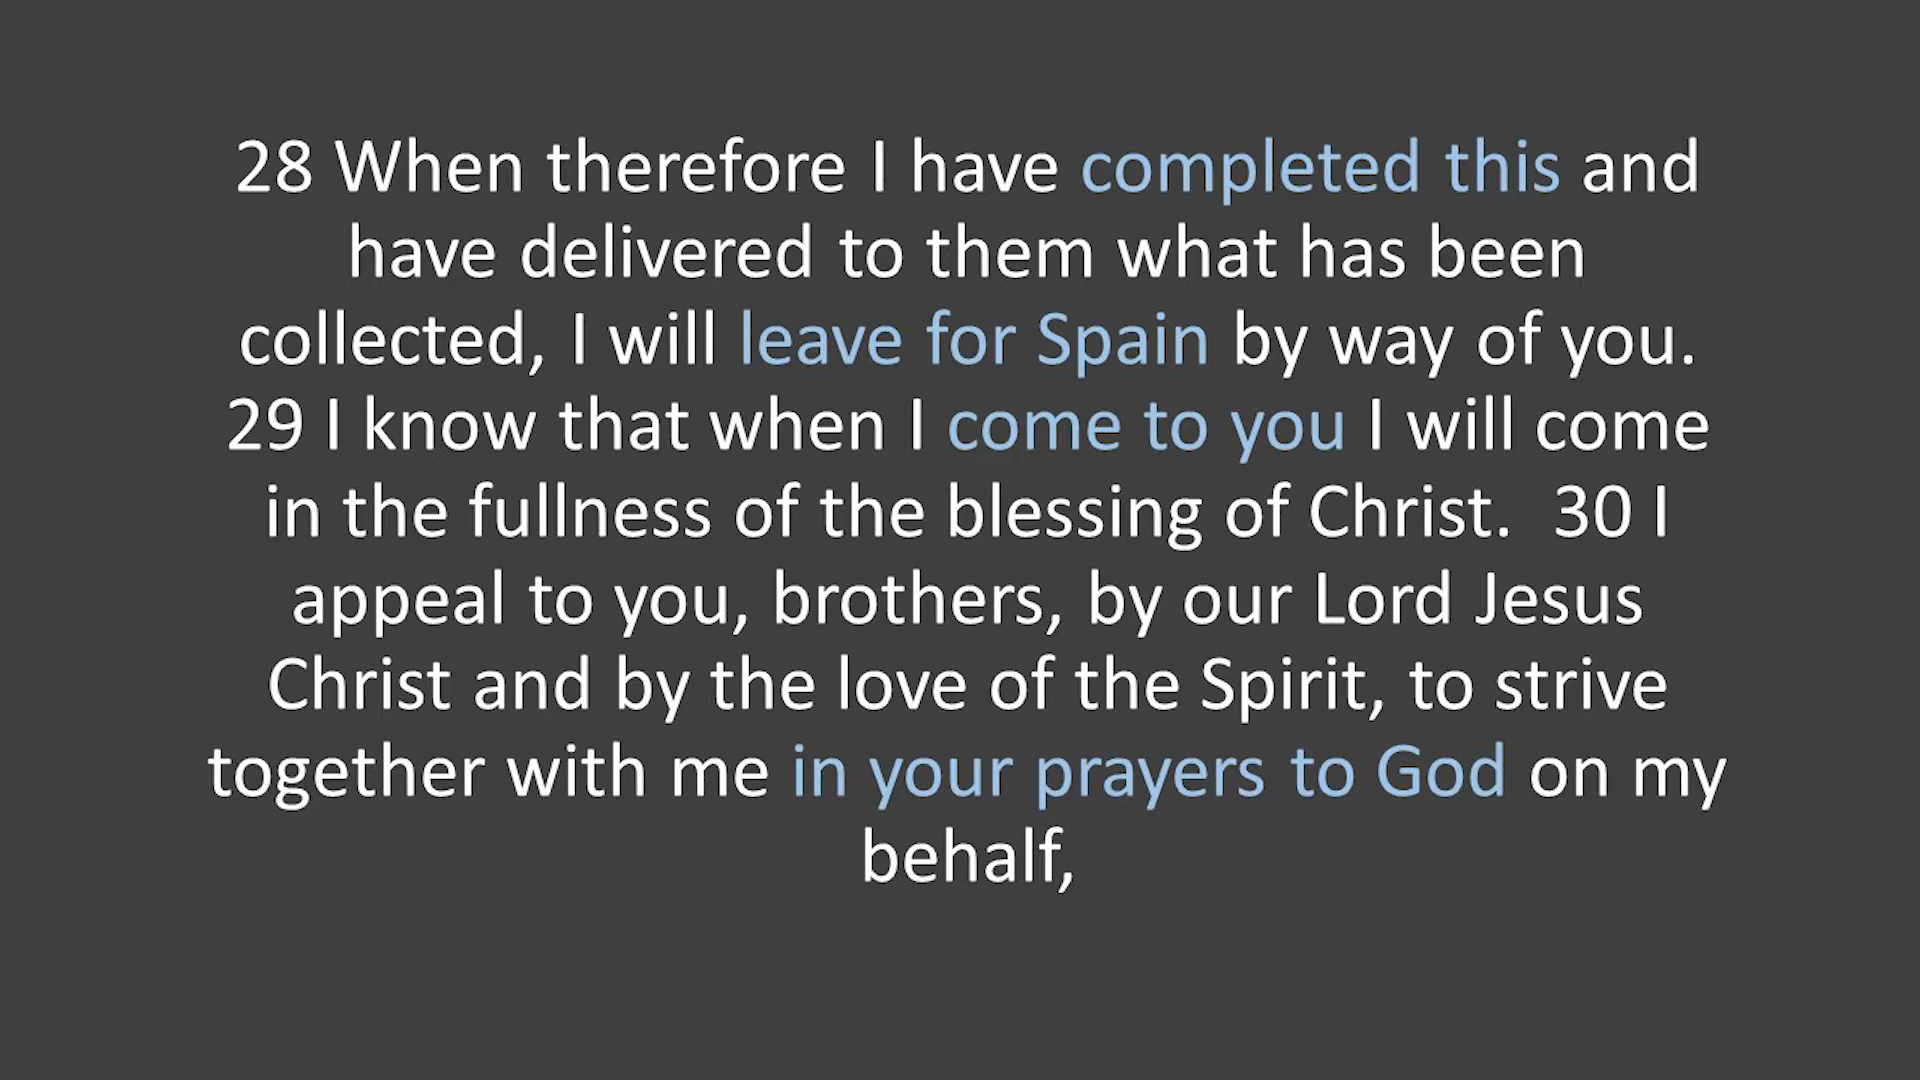 28 When therefore I have completed this and
have delivered to them what has been
collected, I will leave for Spain by way of you.
29 I know that when I come to you I will come
in the fullness of the blessing of Christ.  30 I
appeal to you, brothers, by our Lord Jesus
Christ and by the love of the Spirit, to strive
together with me in your prayers to God on my
behalf,